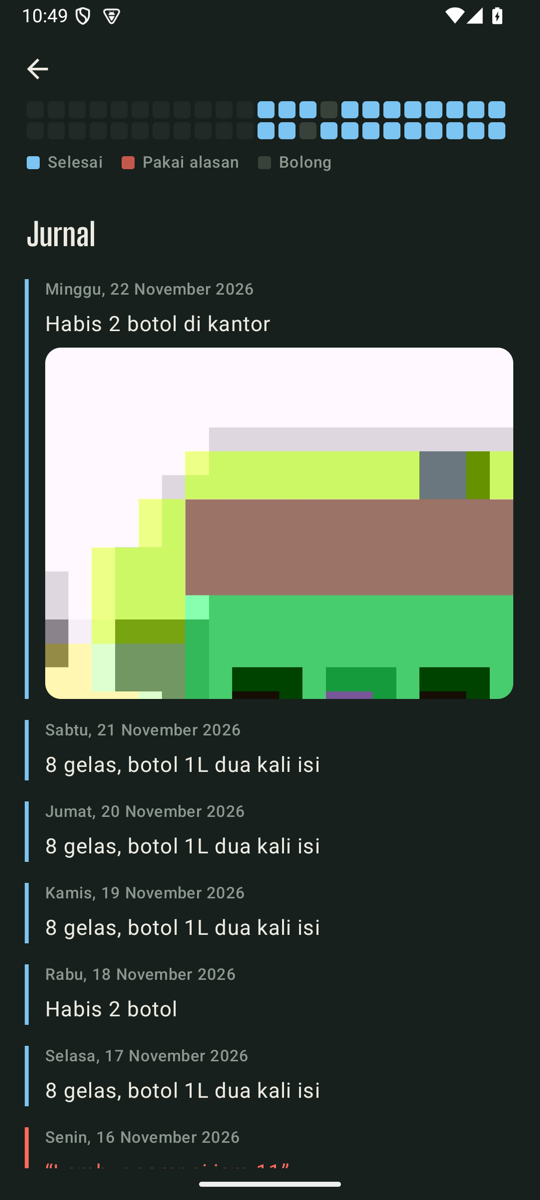 10:49
Selesai
Pakai alasan
Bolong
Jurnal
Minggu, 22 November 2026
Habis 2 botol di kantor
Sabtu, 21 November 2026
8 gelas, botol 1L dua kali isi
Jumat, 20 November 2026
8 gelas, botol 1L dua kali isi
Kamis, 19 November 2026
8 gelas, botol 1L dua kali isi
Rabu, 18 November 2026
Habis 2 botol
Selasa, 17 November 2026
8 gelas, botol 1L dua kali isi
Senin, 16 November 2026